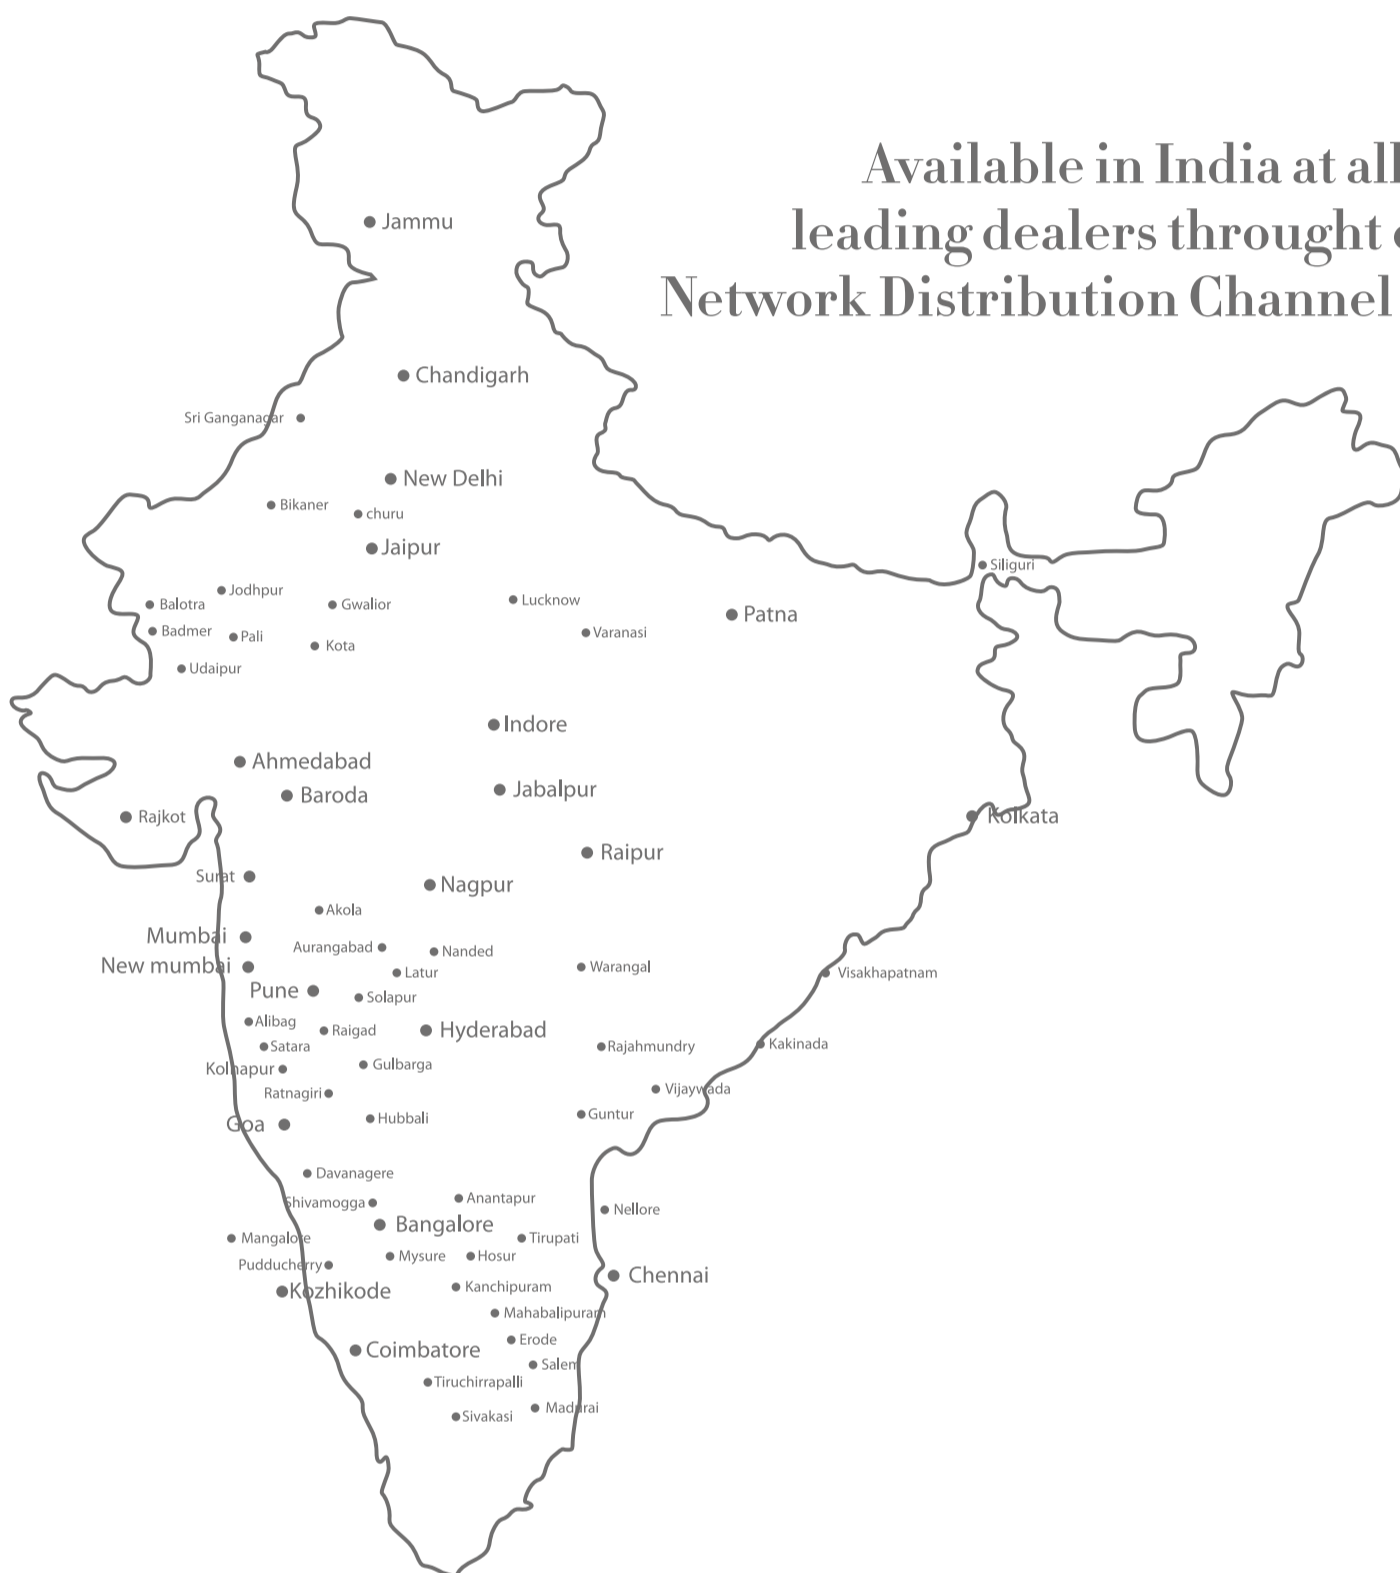 Available in India at all
leading dealers throught
Network Distribution Channel
Jammu
Chandigarh
Sri Ganganagar
New Delhi
Bikaner
churu
Jaipur
Jodhpur
Balotra
Gwalior
Lucknow
Patna
Siliguri
Badmer
Pali
Kota
Varanasi
Udaipur
Indore
Ahmedabad
Baroda
Jabalpur
Rajkot
Kolkata
Raipur
Surat
Nagpur
Akola
Mumbai
Aurangabad
Nanded
New mumbai
Latur
Warangal
Visakhapatnam
Pune
Solapur
Alibag
Raigad
Hyderabad
Satara
Rajahmundry
Kakinada
Kolhapur
Gulbarga
Ratnagiri
Vijaywada
Goa
Hubbali
Guntur
Davanagere
Shivamogga
Anantapur
Nellore
Bangalore
Mangalore
Tirupati
Pudducherry
Mysure
Hosur
Chennai
Kozhikode
Kanchipuram
Mahabalipuram
Erode
Coimbatore
Salem
Tiruchirrapalli
Madurai
Sivakasi